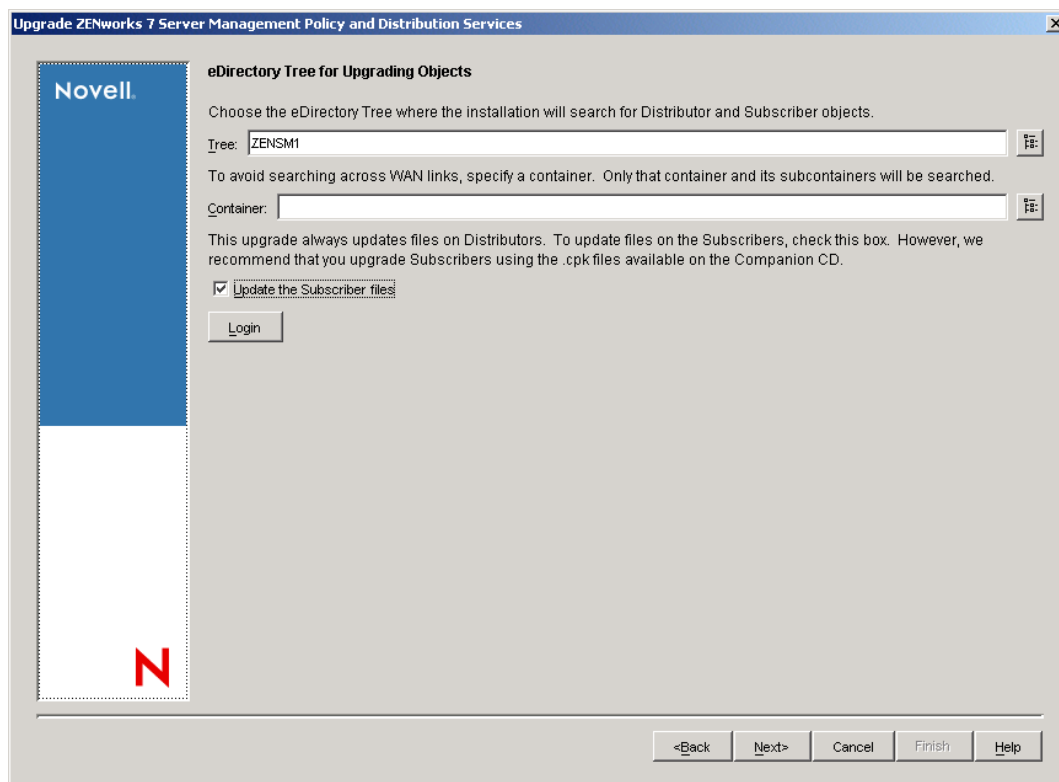 Upgrade ZENworks 7 Server Management Policy and Distribution Services
Novell.
eDirectory Tree for Upgrading Objects
Choose the eDirectory Tree where the installation will search for Distributor and Subscriber objects.
Tree: ZENSM1
To avoid searching across WAN links, specify a container. Only that container and its subcontainers will be searched.
Container:
This upgrade always updates files on Distributors. To update files on the Subscribers, check this box. However, we
recommend that you upgrade Subscribers using the .cpk files available on the Companion CD.
Update the Subscriber files
Login
N
<Back Next> Cancel Finish Help